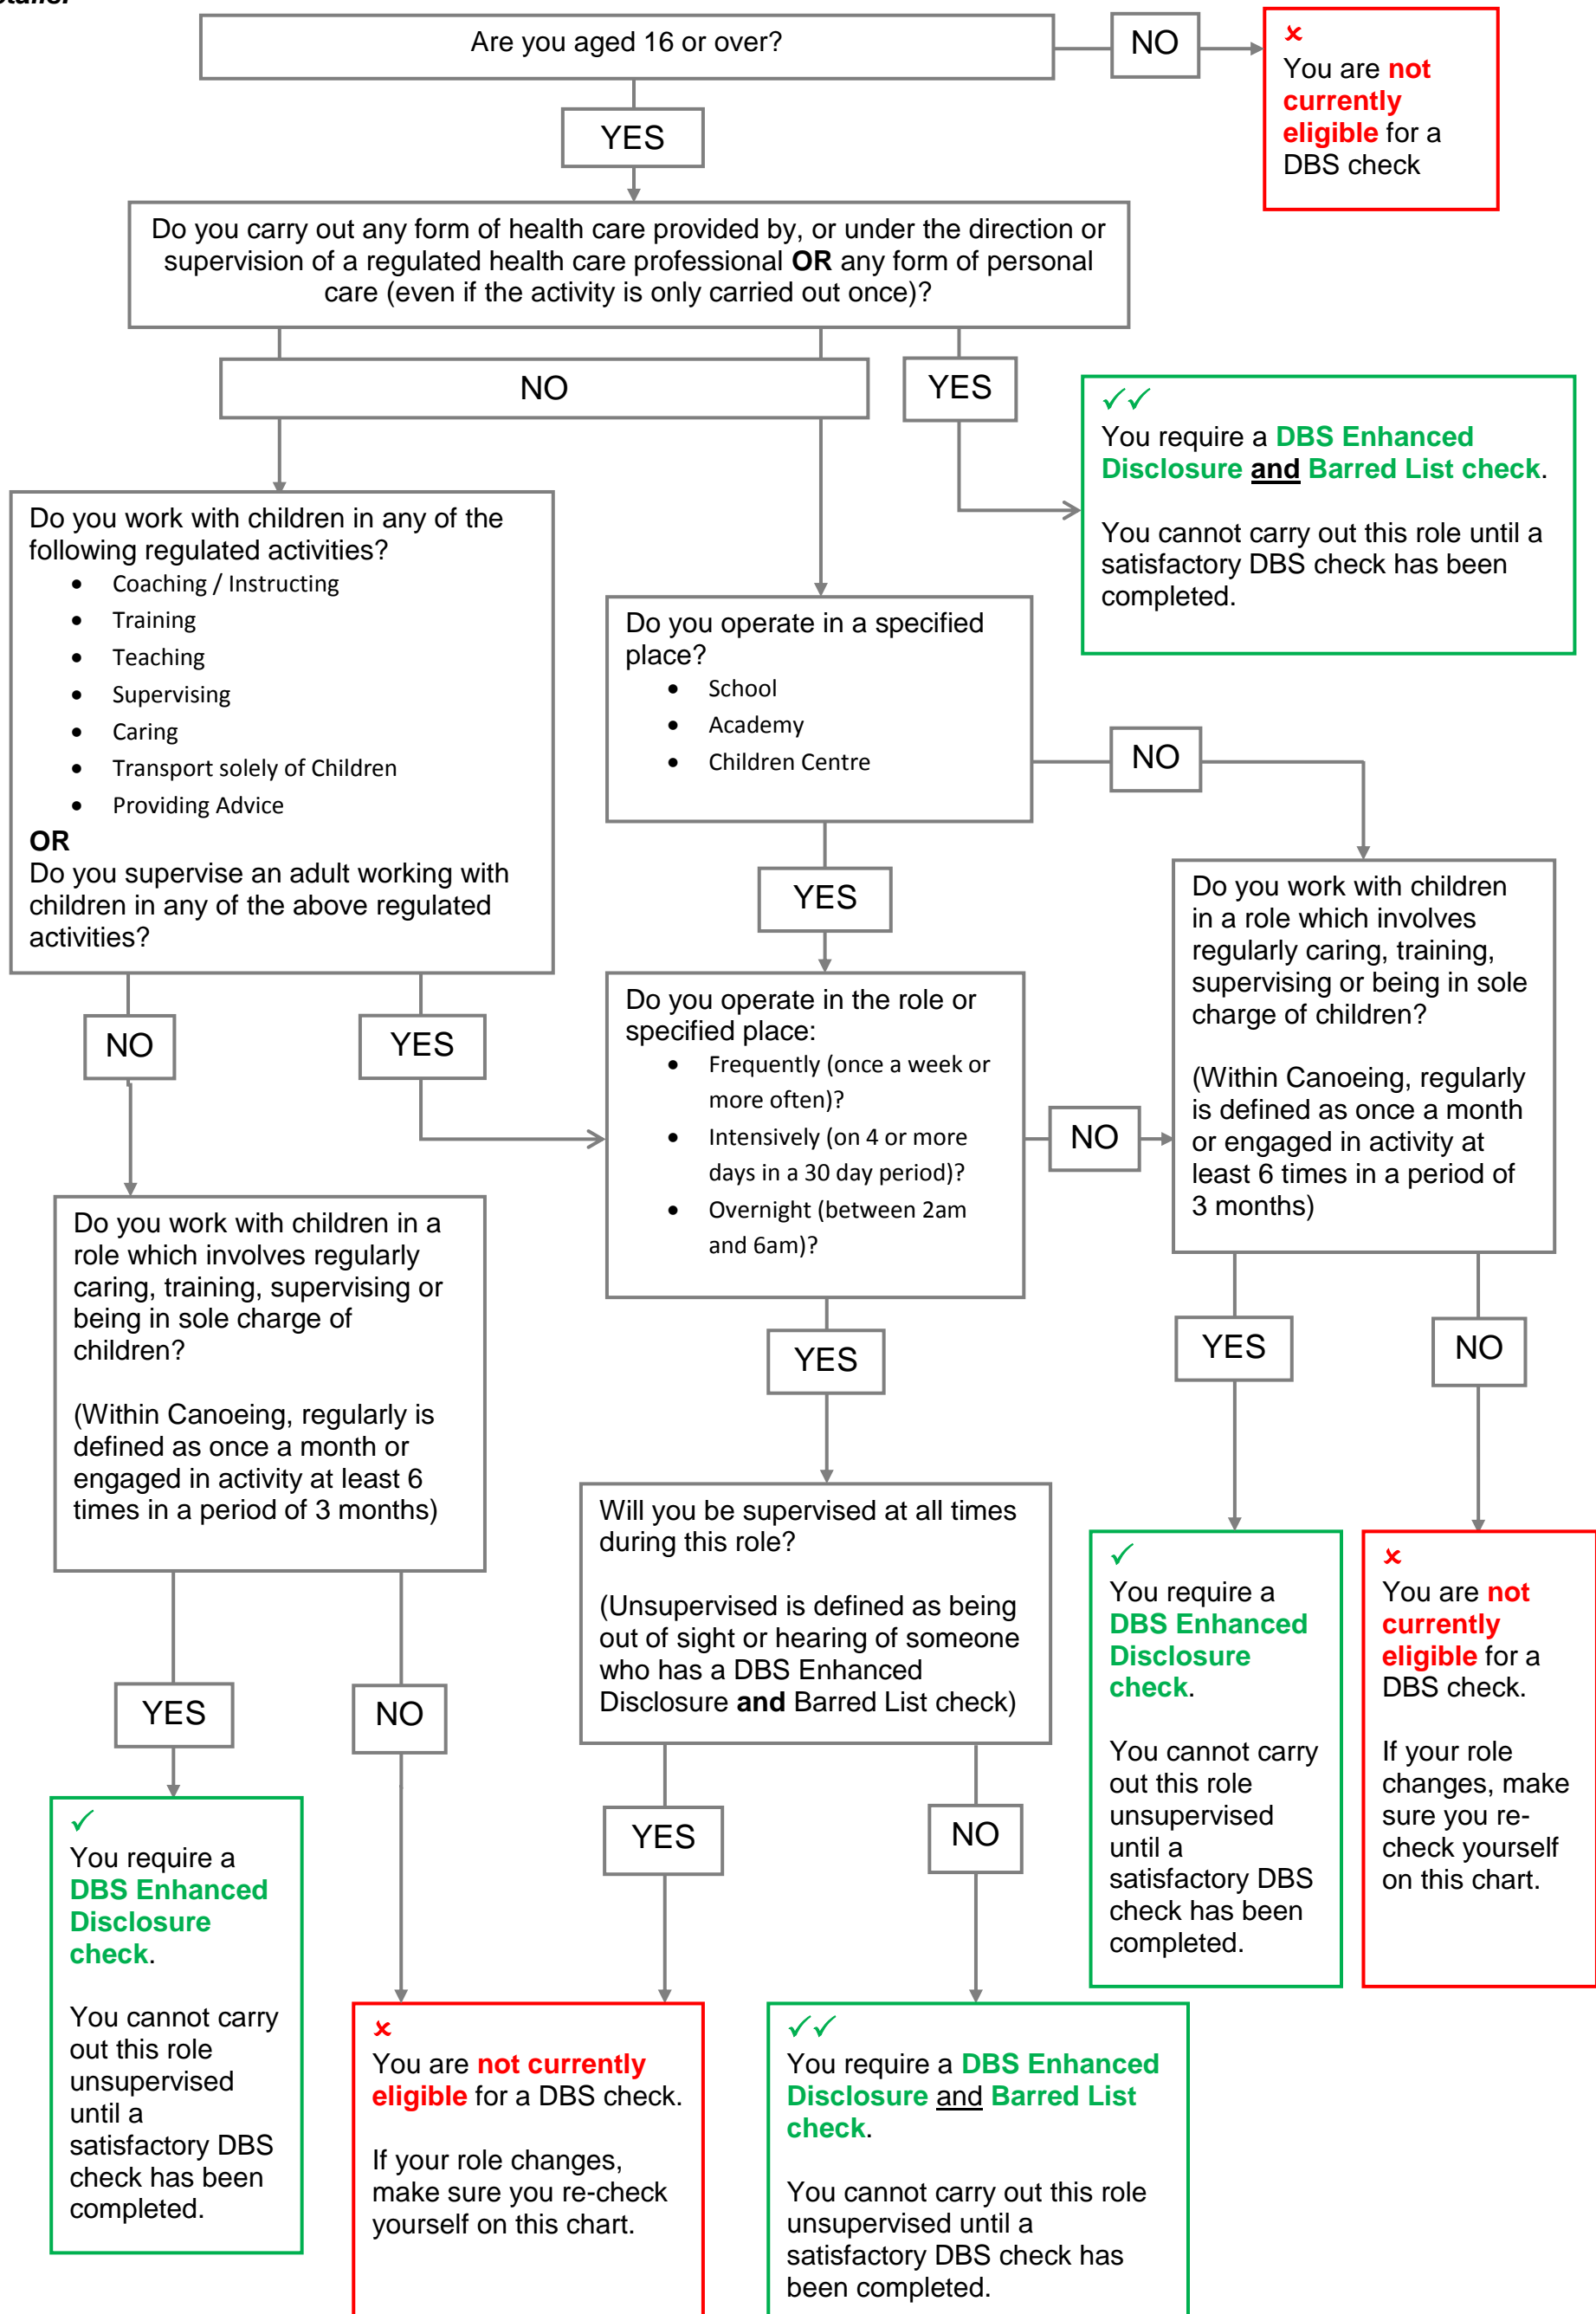 Are you aged 16 or over?
NO
✗
You are not
currently
eligible for a
DBS check
YES
Do you carry out any form of health care provided by, or under the direction or
supervision of a regulated health care professional OR any form of personal
care (even if the activity is only carried out once)?
NO
YES
✓✓
You require a DBS Enhanced
Disclosure and Barred List check.
You cannot carry out this role until a
satisfactory DBS check has been
completed.
Do you work with children in any of the
following regulated activities?
• Coaching / Instructing
• Training
• Teaching
• Supervising
• Caring
• Transport solely of Children
• Providing Advice
OR
Do you supervise an adult working with
children in any of the above regulated
activities?
Do you operate in a specified
place?
• School
• Academy
• Children Centre
NO
YES
Do you work with children
in a role which involves
regularly caring, training,
supervising or being in sole
charge of children?
(Within Canoeing, regularly
is defined as once a month
or engaged in activity at
least 6 times in a period of
3 months)
NO
YES
Do you operate in the role or
specified place:
• Frequently (once a week or
more often)?
• Intensively (on 4 or more
days in a 30 day period)?
• Overnight (between 2am
and 6am)?
NO
Do you work with children in a
role which involves regularly
caring, training, supervising or
being in sole charge of
children?
(Within Canoeing, regularly is
defined as once a month or
engaged in activity at least 6
times in a period of 3 months)
YES
YES
NO
Will you be supervised at all times
during this role?
(Unsupervised is defined as being
out of sight or hearing of someone
who has a DBS Enhanced
Disclosure and Barred List check)
✓
You require a
DBS Enhanced
Disclosure
check.
You cannot carry
out this role
unsupervised
until a
satisfactory DBS
check has been
completed.
✗
You are not
currently
eligible for a
DBS check.
If your role
changes, make
sure you re-
check yourself
on this chart.
YES
NO
YES
NO
✓
You require a
DBS Enhanced
Disclosure
check.
You cannot carry
out this role
unsupervised
until a
satisfactory DBS
check has been
completed.
✗
You are not currently
eligible for a DBS check.
If your role changes,
make sure you re-check
yourself on this chart.
✓✓
You require a DBS Enhanced
Disclosure and Barred List
check.
You cannot carry out this role
unsupervised until a
satisfactory DBS check has
been completed.